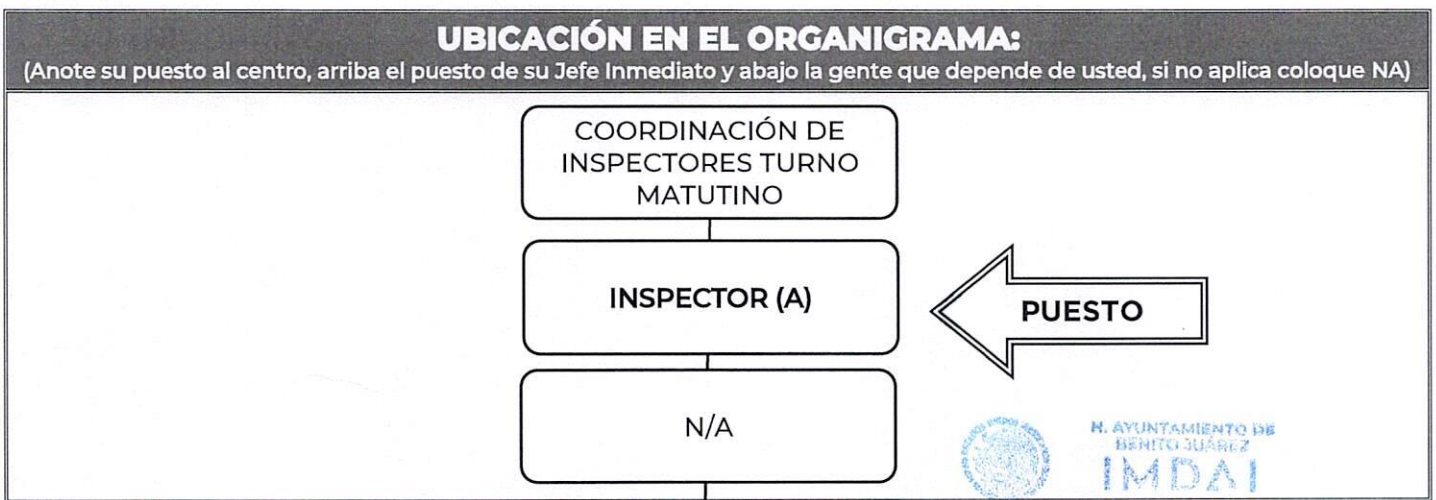 UBICACIÓN EN EL ORGANIGRAMA:
(Anote su puesto al centro, arriba el puesto de su Jefe Inmediato y abajo la gente que depende de usted, si no aplica coloque NA)
COORDINACIÓN DE
INSPECTORES TURNO
MATUTINO
INSPECTOR (A)
PUESTO
N/A
H. AYUNTAMIENTO DE
BENITO JUÁREZ
IMDAI